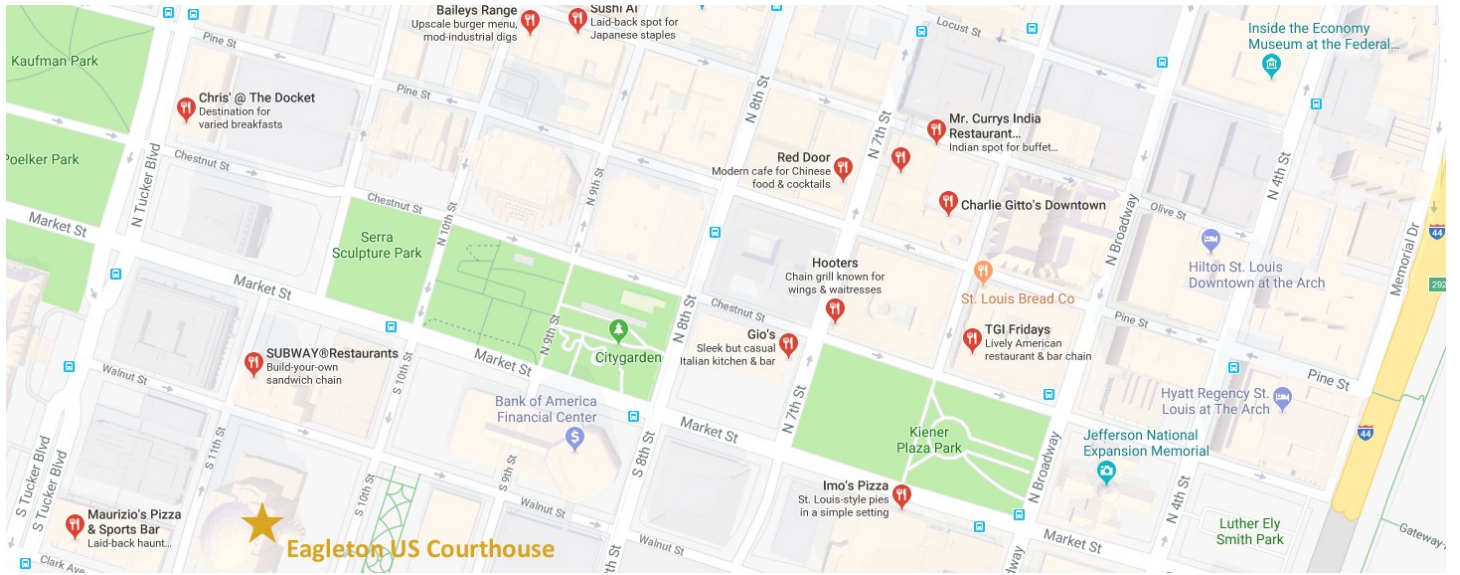 Baileys Range
Upscale burger menu,
mod-industrial digs
Sushi Ai
Laid-back spot for
Japanese staples
Locust St
Inside the Economy
Museum at the Federal...
Pine St
Kaufman Park
Chris' @ The Docket
Destination for
varied breakfasts
Pine St
N 8th St
N 7th St
Mr. Currys India
Restaurant...
Indian spot for buffet...
Poelker Park
Chestnut St
N Tucker Blvd
Red Door
Modern cafe for Chinese
food & cocktails
N 4th St
Market St
Chestnut St
N 10th St
N 9th St
Charlie Gitto's Downtown
Olive St
N Broadway
Memorial Dr
44
Serra
Sculpture Park
Hilton St. Louis
Downtown at the Arch
292
Market St
Hooters
Chain grill known for
wings & waitresses
St. Louis Bread Co
Chestnut St
N 8th St
Pine St
N 9th St
Citygarden
Gio's
Sleek but casual
Italian kitchen & bar
TGI Fridays
Lively American
restaurant & bar chain
SUBWAY®Restaurants
Build-your-own
sandwich chain
Market St
S 10th St
Walnut St
Pine St
Bank of America
Financial Center
N 7th St
Hyatt Regency St.
Louis at The Arch
Market St
Kiener
Plaza Park
44
Jefferson National
Expansion Memorial
S 11th St
S 8th St
S 9th St
S 10th St
N Broadway
N 4th St
S Tucker Blvd
S Tucker Blvd
Imo's Pizza
St. Louis-style pies
in a simple setting
Walnut St
Maurizio's Pizza
& Sports Bar
Laid-back haunt...
Eagleton US Courthouse
Walnut St
Market St
Luther Ely
Smith Park
Gateway
Clark Ave